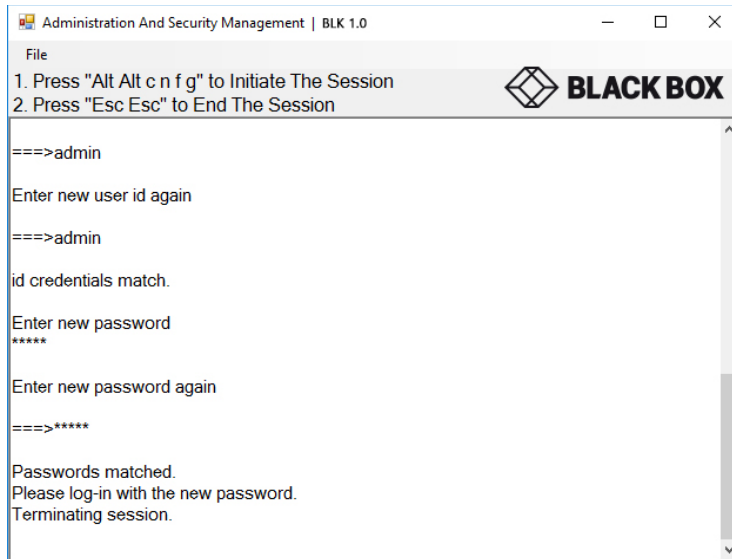 Administration And Security Management | BLK 1.0
File
1. Press "Alt Alt c n f g" to Initiate The Session
2. Press "Esc Esc" to End The Session
BLACK BOX
===>admin
Enter new user id again
===>admin
id credentials match.
Enter new password
*****
Enter new password again
===>*****
Passwords matched.
Please log-in with the new password.
Terminating session.